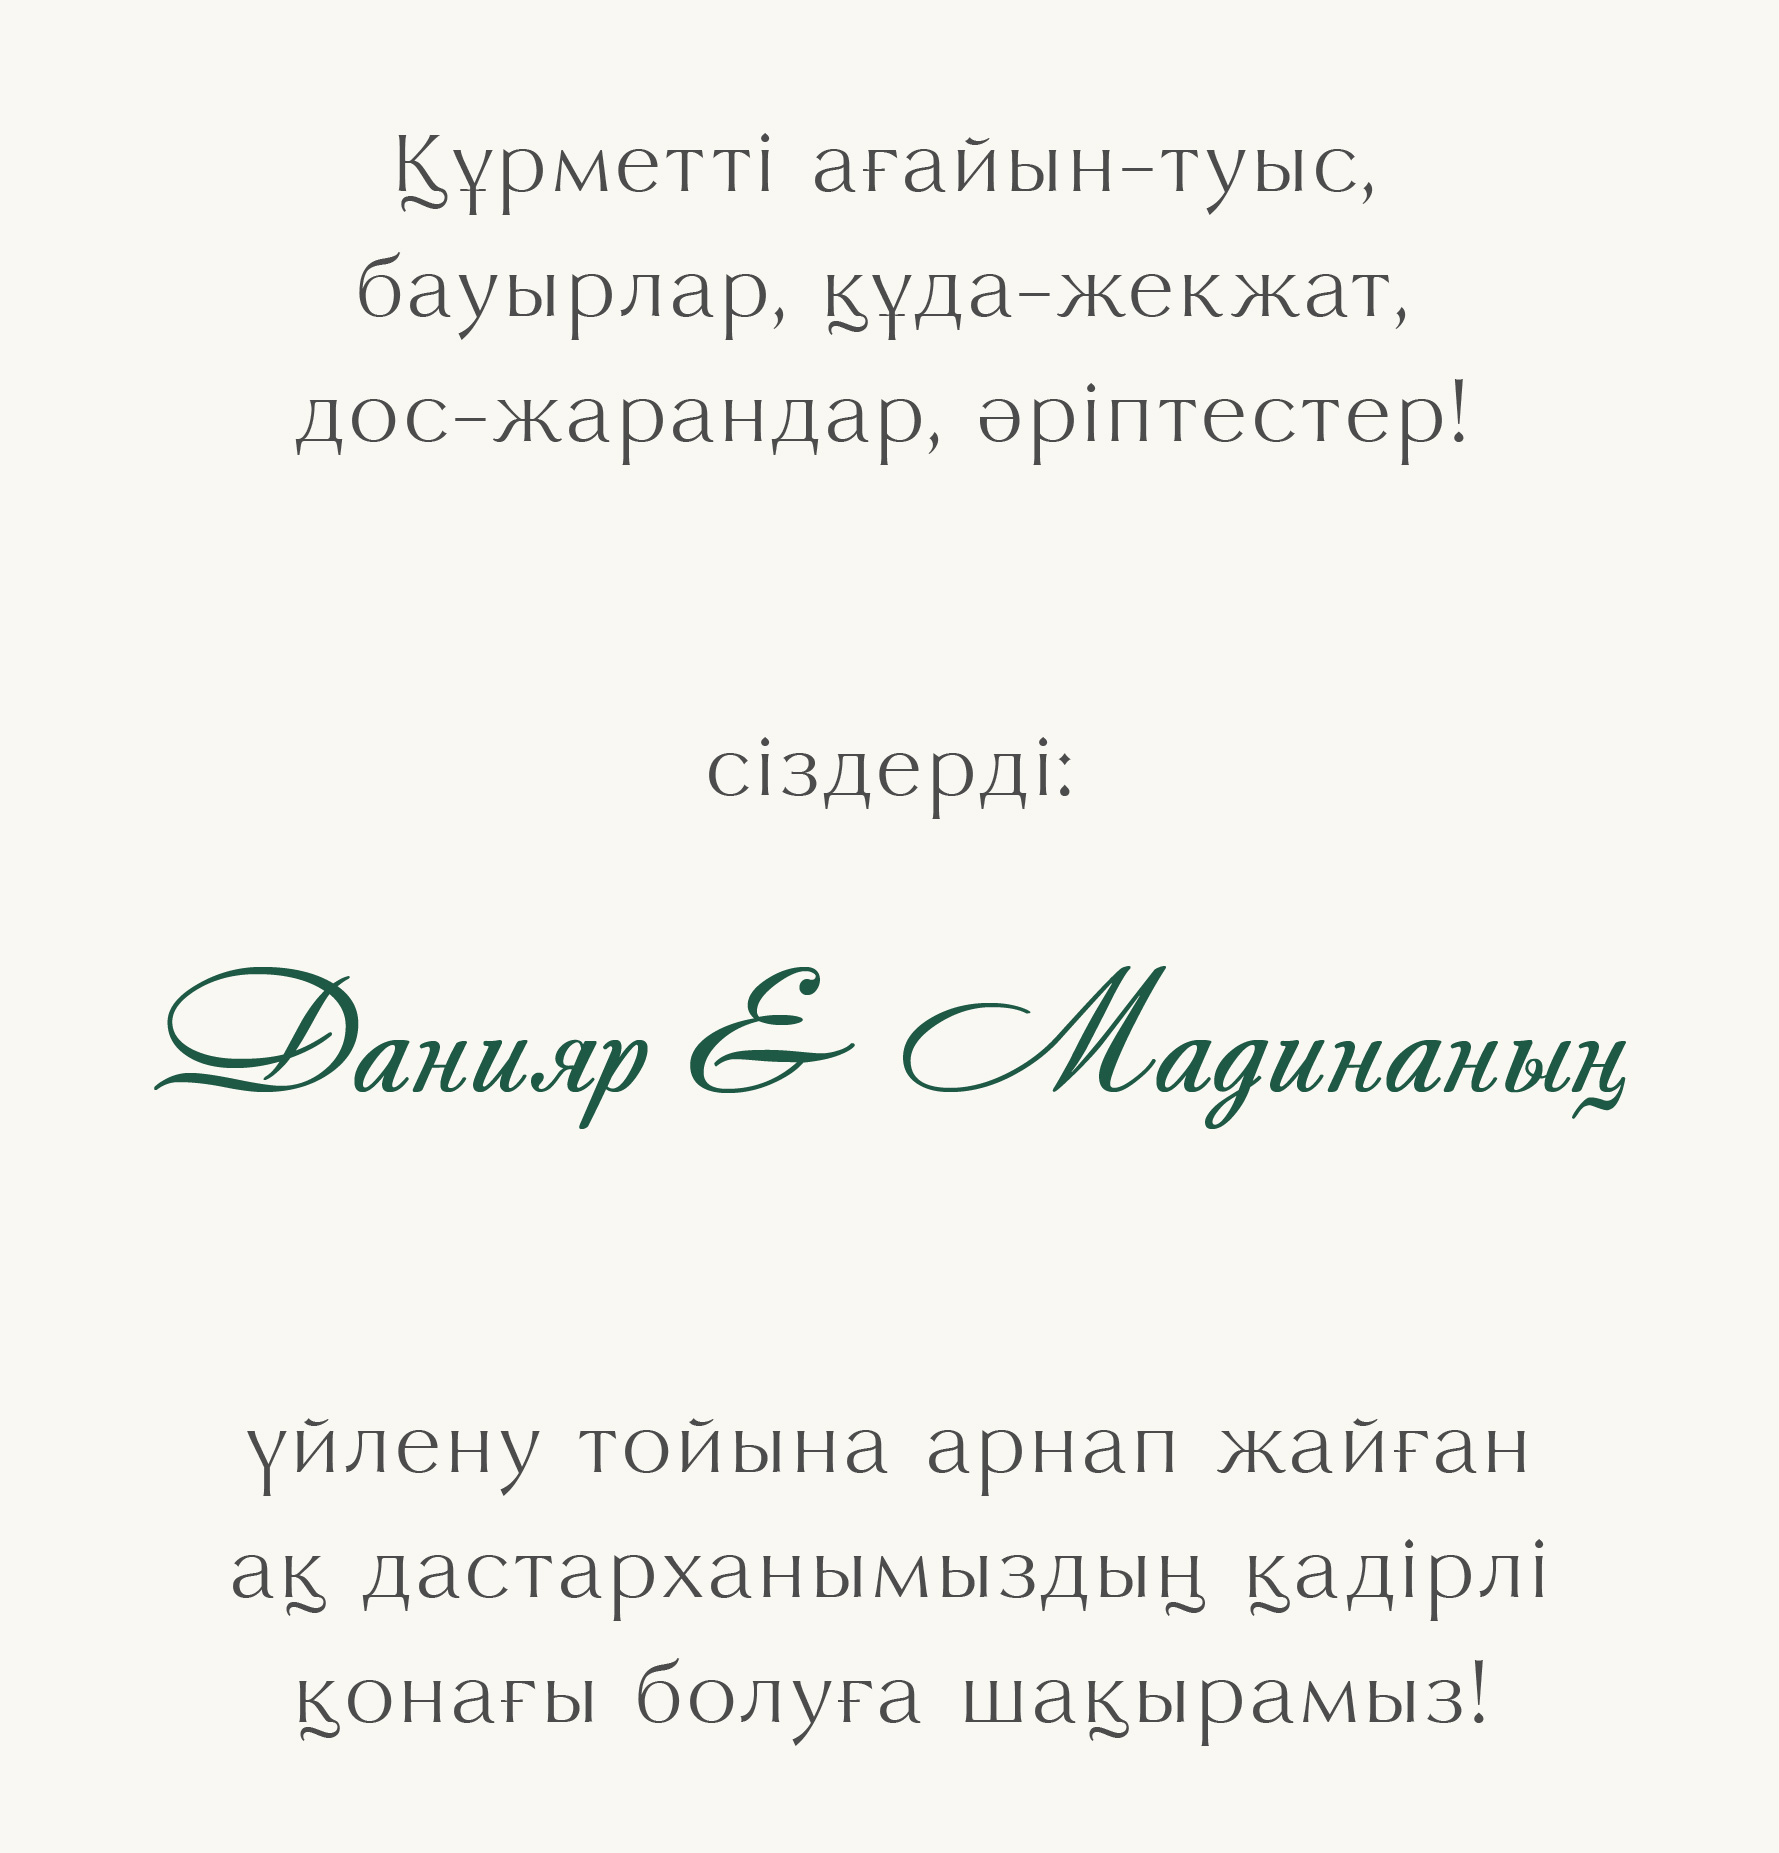 Құрметті ағайын-туыс,
бауырлар, құда-жекжат,
дос-жарандар, әріптестер!
сіздерді:
Данияр & Мадинаның
үйлену тойына арнап жайған
ақ дастарханымыздың қадірлі
қонағы болуға шақырамыз!